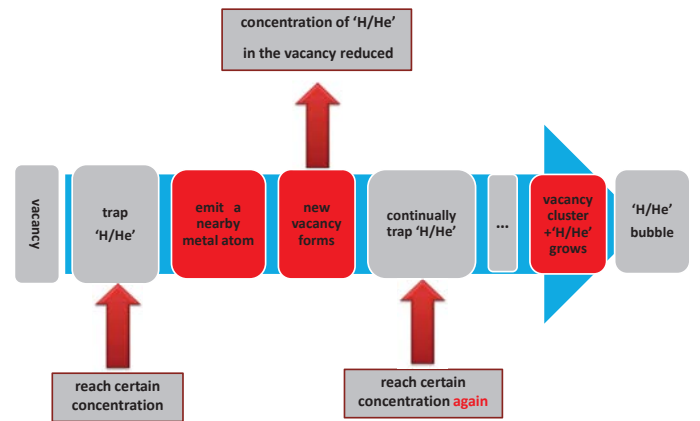 concentration of ‘H/He’
in the vacancy reduced
vacancy
trap
‘H/He’
emit a
nearby
metal atom
new
vacancy
forms
continually
trap ‘H/He’
...
vacancy
cluster
+‘H/He’
grows
‘H/He’
bubble
reach certain
concentration
reach certain
concentration again